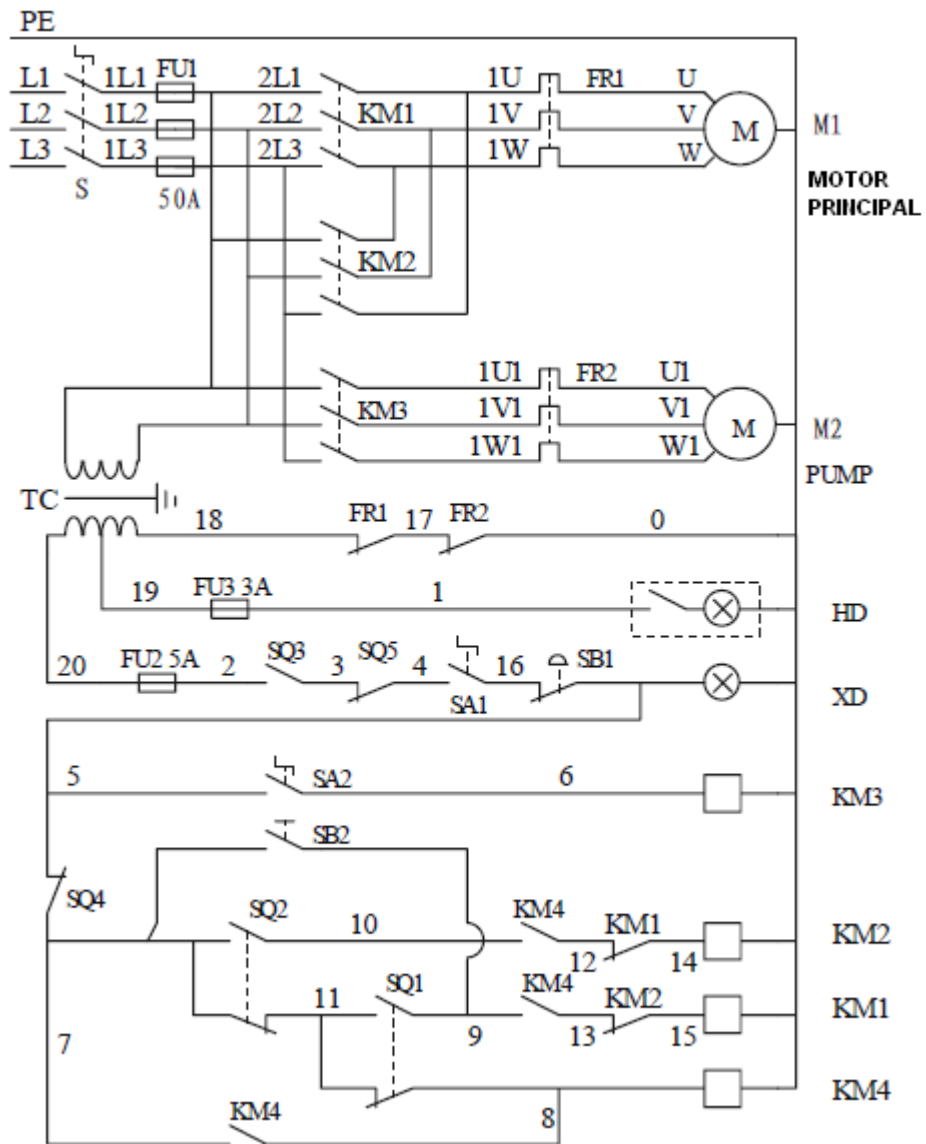 PE
L1 1L1 FU1 2L1 1U FR1 U
L2 1L2 2L2 KM1 1V V M M1
L3 1L3 2L3 1W W
S 50A
MOTOR
PRINCIPAL
KM2
1U1 FR2 U1
KM3 1V1 V1 M M2
1W1 W1
PUMP
TC
18 FR1 17 FR2 0
19 FU3 3A 1 HD
20 FU2 5A 2 SQ3 3 SQ5 4 16 SB1
SA1 XD
5 SA2 6 KM3
SB2
SQ4
SQ2 10 KM4 KM1 KM2
12 14
11 SQ1 KM4 KM2 KM1
7 9 13 15
KM4
KM4 8